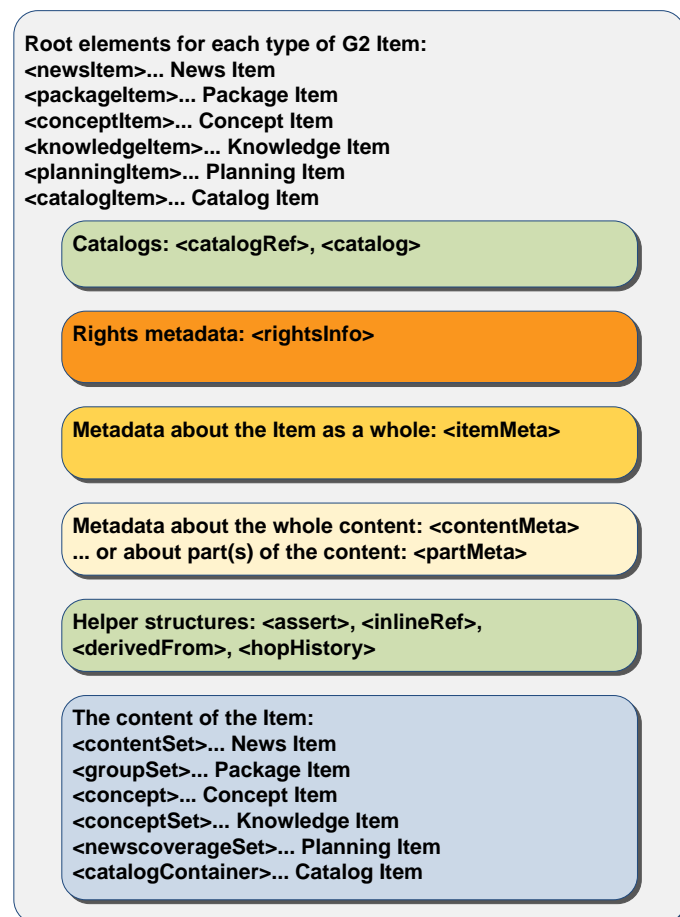 Root elements for each type of G2 Item:
<newsItem>... News Item
<packageItem>... Package Item
<conceptItem>... Concept Item
<knowledgeItem>... Knowledge Item
<planningItem>... Planning Item
<catalogItem>... Catalog Item
Catalogs: <catalogRef>, <catalog>
Rights metadata: <rightsInfo>
Metadata about the Item as a whole: <itemMeta>
Metadata about the whole content: <contentMeta>
... or about part(s) of the content: <partMeta>
Helper structures: <assert>, <inlineRef>,
<derivedFrom>, <hopHistory>
The content of the Item:
<contentSet>... News Item
<groupSet>... Package Item
<concept>... Concept Item
<conceptSet>... Knowledge Item
<newscoverageSet>... Planning Item
<catalogContainer>... Catalog Item